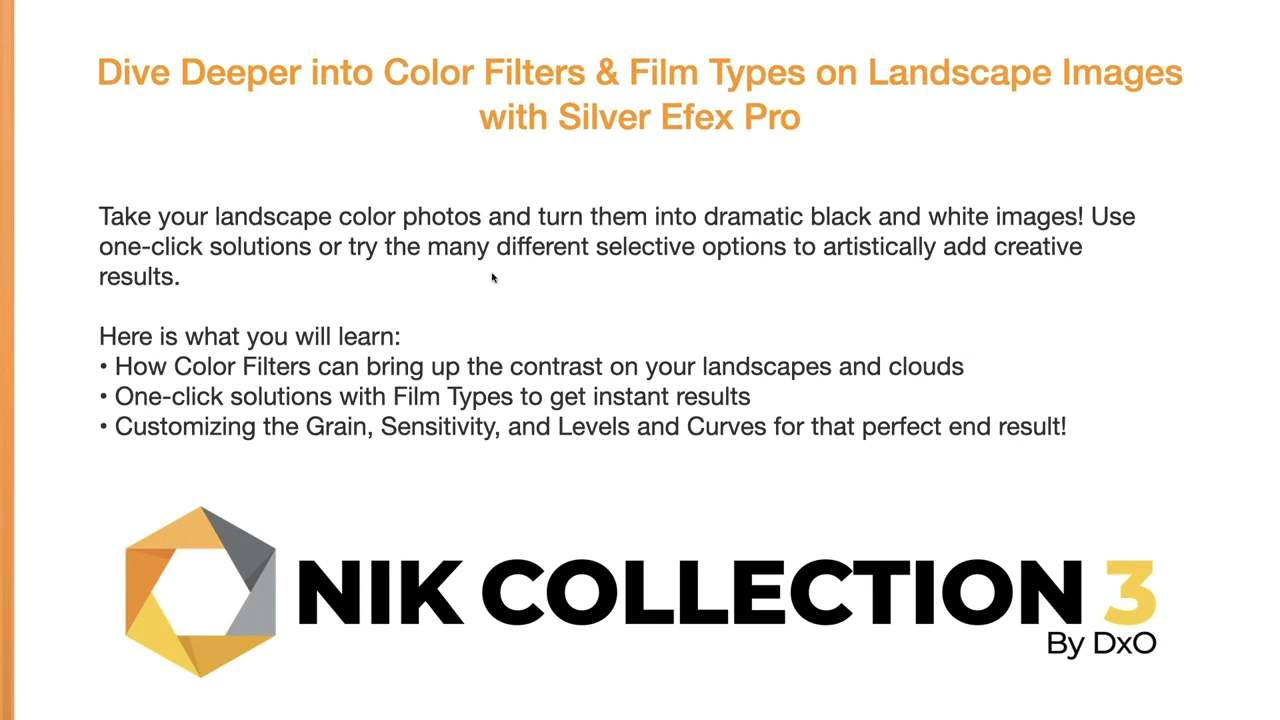 Dive Deeper into Color Filters & Film Types on Landscape Images
with Silver Efex Pro
Take your landscape color photos and turn them into dramatic black and white images! Use
one-click solutions or try the many different selective options to artistically add creative
results.
Here is what you will learn:
• How Color Filters can bring up the contrast on your landscapes and clouds
• One-click solutions with Film Types to get instant results
• Customizing the Grain, Sensitivity, and Levels and Curves for that perfect end result!
NIK COLLECTION 3
By DxO